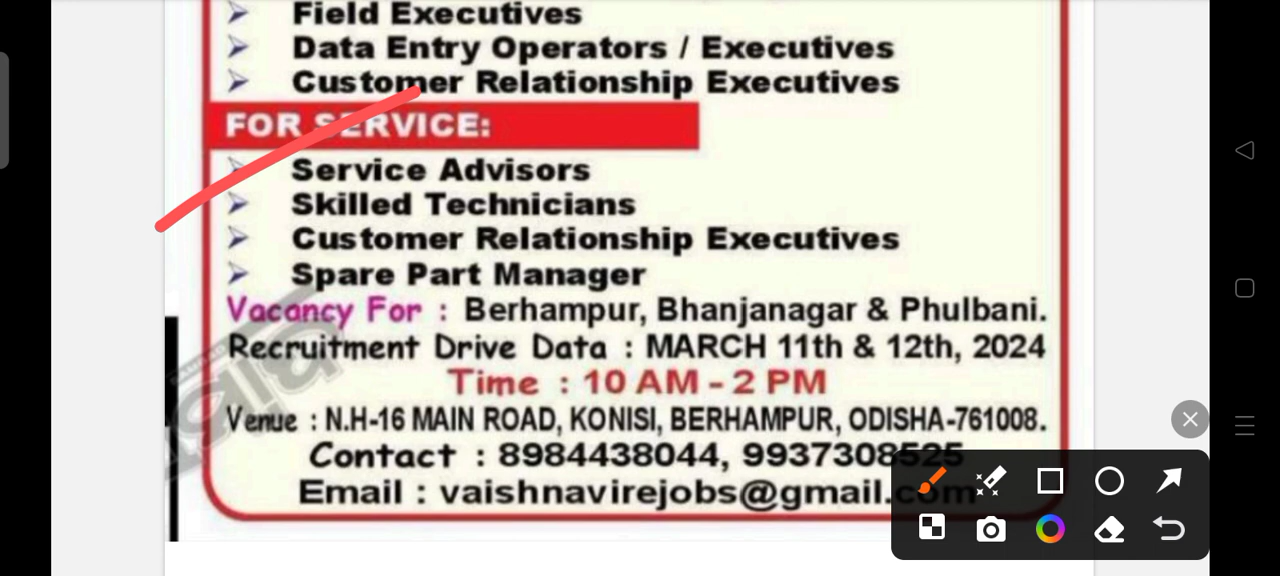 Field Executives
Data Entry Operators / Executives
Customer Relationship Executives
FOR SERVICE:
Service Advisors
Skilled Technicians
Customer Relationship Executives
Spare Part Manager
Vacancy For : Berhampur, Bhanjanagar & Phulbani.
Recruitment Drive Data : MARCH 11th & 12th, 2024
Time : 10 AM - 2 PM
Venue : N.H-16 MAIN ROAD, KONISI, BERHAMPUR, ODISHA-761008.
Contact : 8984438044, 9937308525
Email : vaishnavirejobs@gmail.com